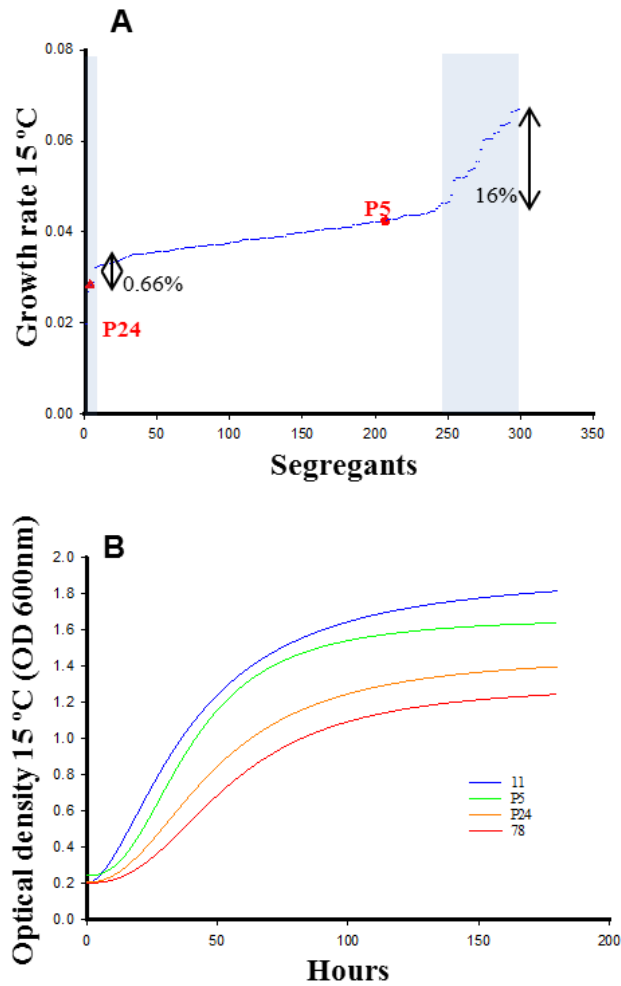 A
Growth rate 15 ºC
0.08
0.06
0.04
0.02
0.00
P5
16%
0.66%
P24
0 50 100 150 200 250 300 350
Segregants
B
Optical density 15 ºC (OD 600nm)
2.0
1.8
1.6
1.4
1.2
1.0
0.8
0.6
0.4
0.2
0.0
11
P5
P24
78
0 50 100 150 200
Hours